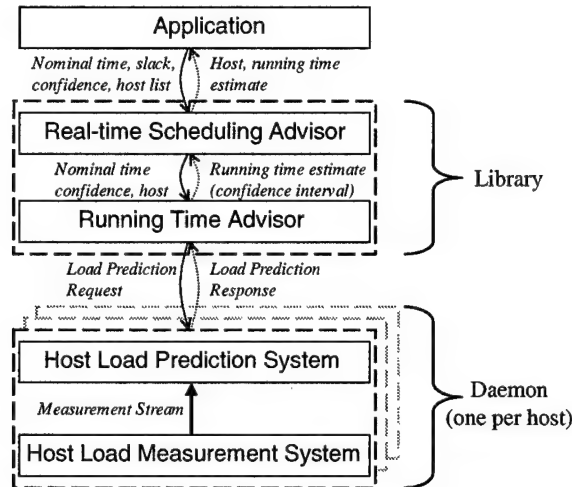 Application
Nominal time, slack,
confidence, host list
Host, running time
estimate
Real-time Scheduling Advisor
Nominal time
confidence, host
Running time estimate
(confidence interval)
Running Time Advisor
Library
Load Prediction
Request
Load Prediction
Response
Host Load Prediction System
Measurement Stream
Host Load Measurement System
Daemon
(one per host)